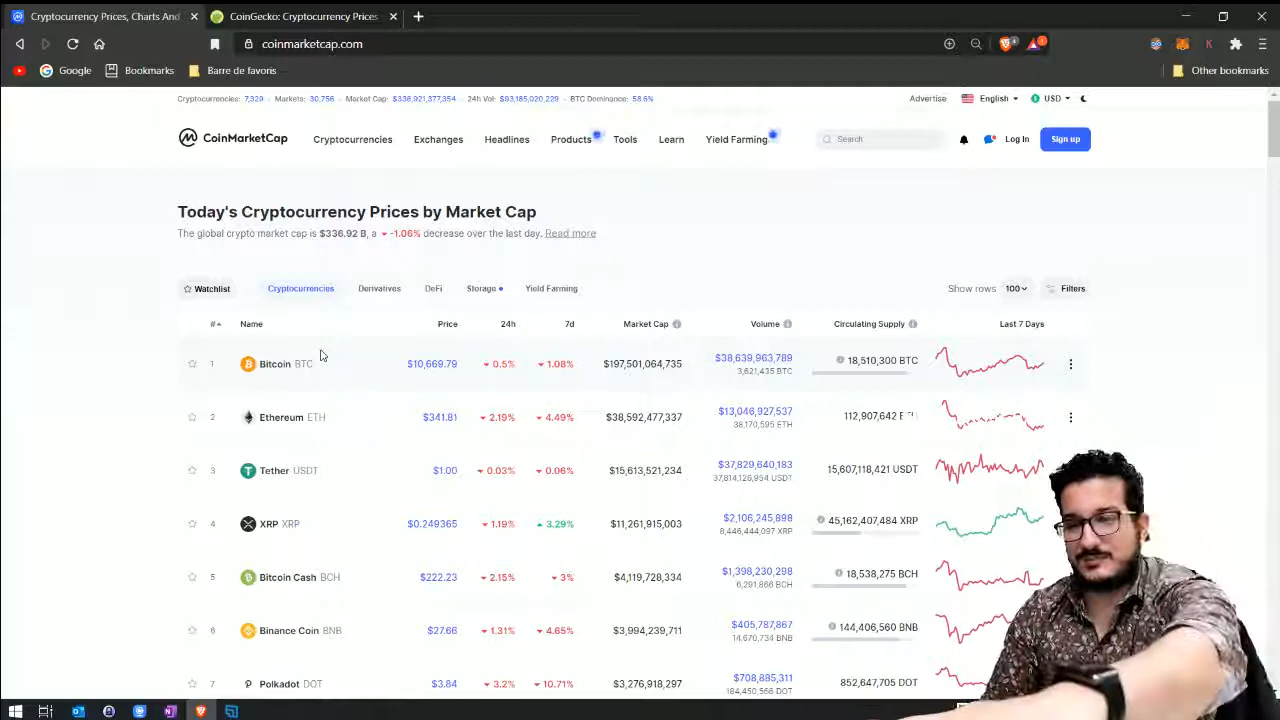 Cryptocurrency Prices, Charts And
CoinGecko: Cryptocurrency Prices
coinmarketcap.com
Google
Bookmarks
Barre de favoris
Other bookmarks
Cryptocurrencies: 7,329 Markets: 30,756 Market Cap: $336,921,377,354 24h Vol: $93,185,020,229 BTC Dominance: 58.6%
Advertise English USD
CoinMarketCap Cryptocurrencies Exchanges Headlines Products Tools Learn Yield Farming Search Log In Sign up
Today's Cryptocurrency Prices by Market Cap
The global crypto market cap is $336.92 B, a -1.06% decrease over the last day. Read more
Watchlist Cryptocurrencies Derivatives DeFi Storage Yield Farming Show rows 100 Filters
# Name Price 24h 7d Market Cap Volume Circulating Supply Last 7 Days
1 Bitcoin BTC $10,669.79 0.5% 1.08% $197,501,064,735 $38,639,963,789 18,510,300 BTC
3,621,435 BTC
2 Ethereum ETH $341.81 2.19% 4.49% $38,592,477,337 $13,046,927,537 112,907,642
38,170,595 ETH
3 Tether USDT $1.00 0.03% 0.06% $15,613,521,234 $37,829,640,183 15,607,118,421 USDT
37,814,126,954 USDT
4 XRP XRP $0.249365 1.19% 3.29% $11,261,915,003 $2,106,245,898 45,162,407,484 XRP
8,446,444,097 XRP
5 Bitcoin Cash BCH $222.23 2.15% 3% $4,119,728,334 $1,398,230,298 18,538,275 BCH
6,291,866 BCH
6 Binance Coin BNB $27.66 1.31% 4.65% $3,994,239,711 $405,787,867 144,406,560 BNB
14,670,734 BNB
7 Polkadot DOT $3.84 3.2% 10.71% $3,276,918,297 $708,885,311 852,647,705 DOT
184,450,566 DOT